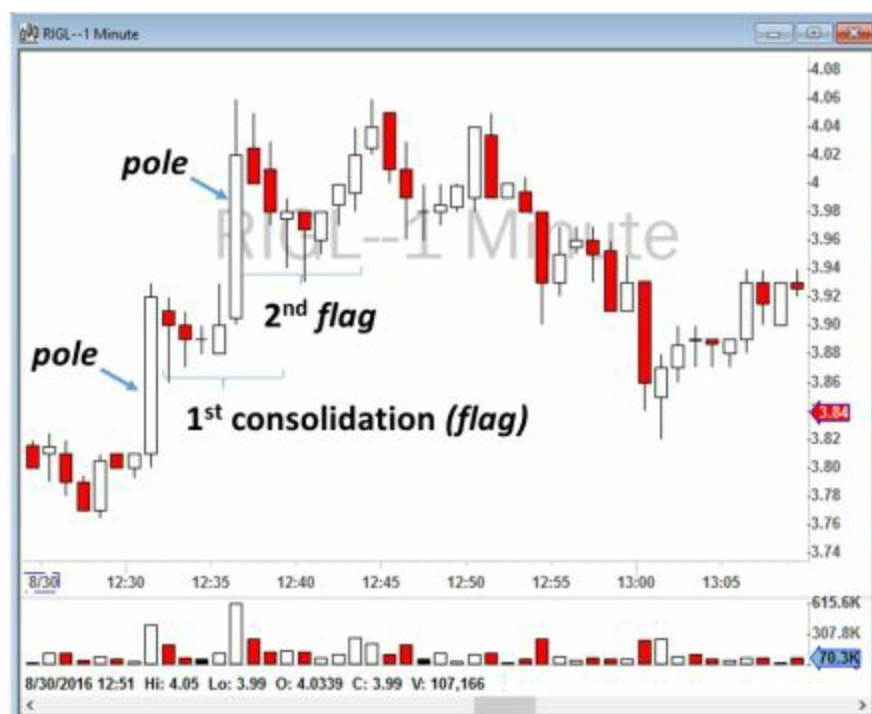 RIGL--1 Minute
4.08
4.06
4.04
pole
4.02
4
3.98
RIGL--1 Minute
3.96
3.94
2nd flag
3.92
3.90
pole
3.88
3.86
1st consolidation (flag)
3.84
3.82
3.80
3.78
3.76
3.74
8/30 12:30 12:35 12:40 12:45 12:50 12:55 13:00 13:05
615.6K
307.8K
70.3K
8/30/2016 12:51 Hi: 4.05 Lo: 3.99 O: 4.0339 C: 3.99 V: 107,166